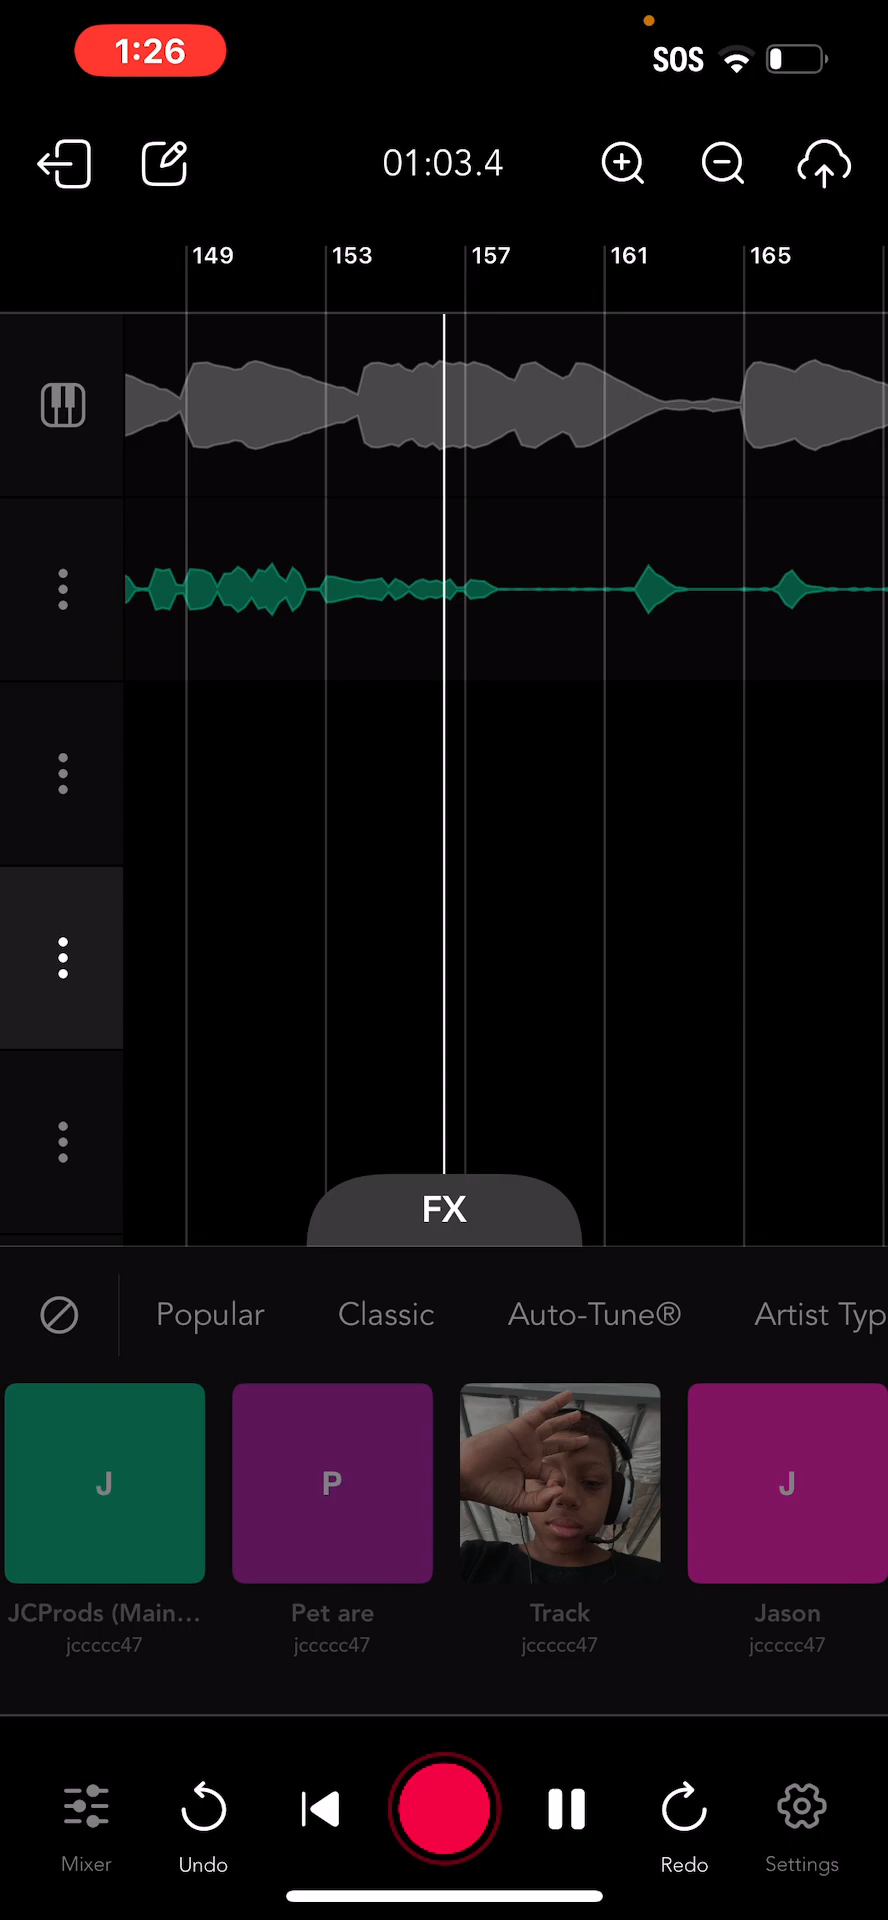 1:26
SOS
01:03.4
149 153 157 161 165
FX
Popular Classic Auto-Tune® Artist Typ
J P J
JCProds (Main... Pet are Track Jason
jccccc47 jccccc47 jccccc47 jccccc47
Mixer Undo Redo Settings